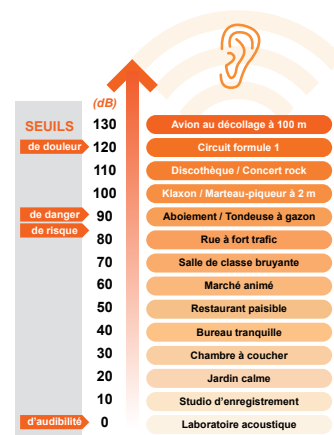 (dB)
SEUILS 130 Avion au décollage à 100 m
de douleur 120 Circuit formule 1
110 Discothèque / Concert rock
100 Klaxon / Marteau-piqueur à 2 m
de danger 90 Aboiement / Tondeuse à gazon
de risque
80 Rue à fort trafic
70 Salle de classe bruyante
60 Marché animé
50 Restaurant paisible
40 Bureau tranquille
30 Chambre à coucher
20 Jardin calme
10 Studio d'enregistrement
d'audibilité 0 Laboratoire acoustique